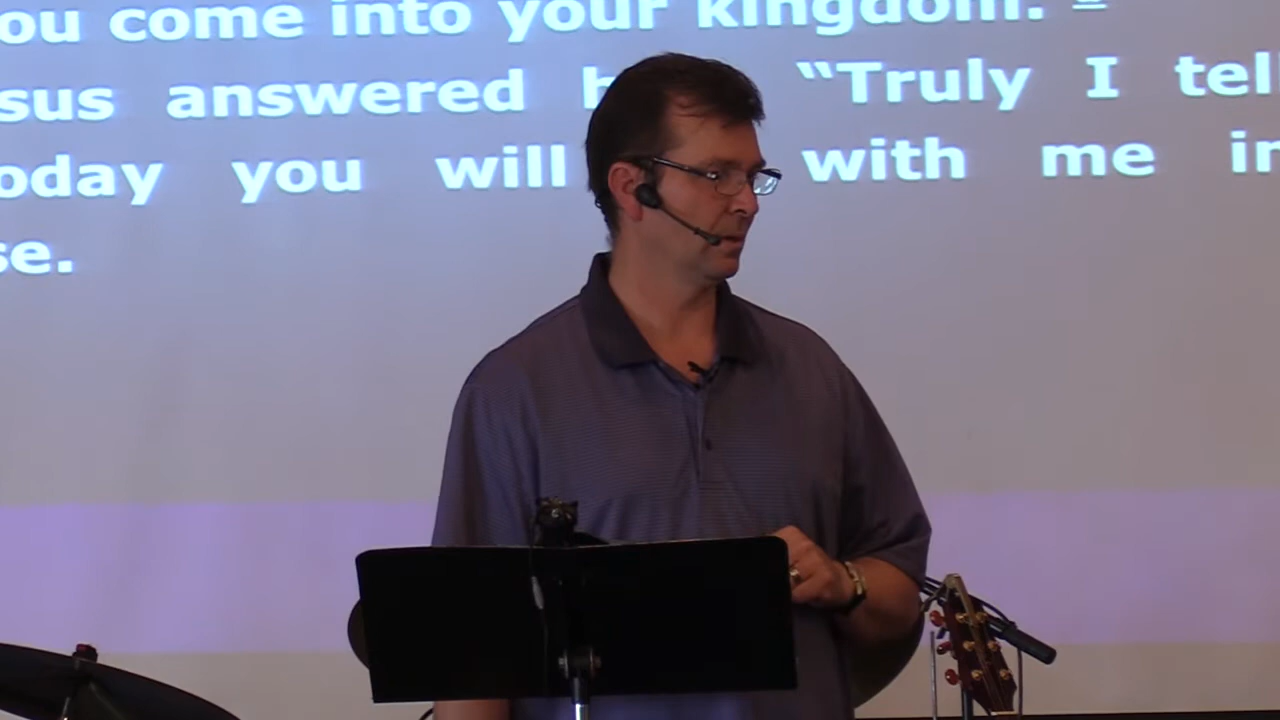 ou come into your kingdom.
sus answered h “Truly I tell
oday you will with me in
se.